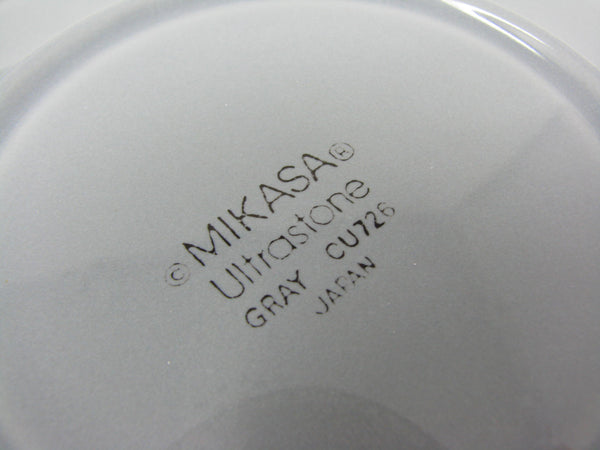 © MIKASA ®
Ultrastone
GRAY CU726
JAPAN